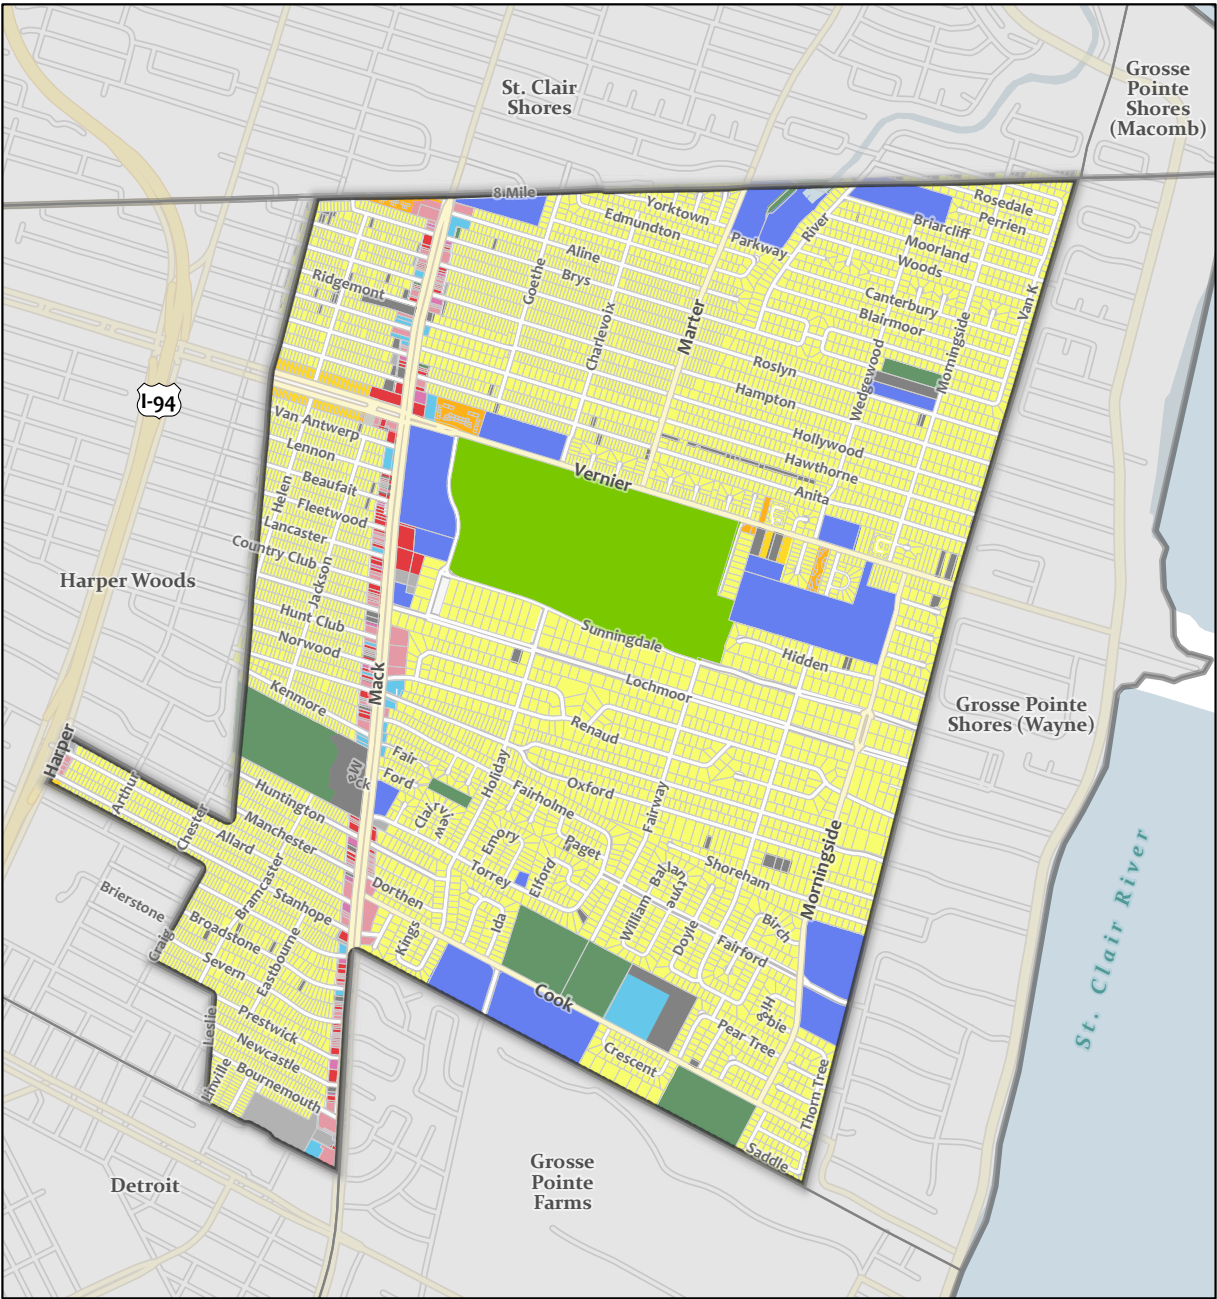 St. Clair
Shores
Grosse
Pointe
Shores
(Macomb)
8 Mile
Yorktown
Edmundton
Rosedale
Perrien
Briarcliff
River
Parkway
Moorland
Woods
Aline
Brys
Goethe
Ridgemont
Canterbury
Blairmoor
Van K
Charlevoix
Marter
Morningside
Roslyn
Wedgewood
Hampton
I-94
Van Antwerp
Hollywood
Lennon
Hawthorne
Vernier
Beaufait
Anita
Helen
Fleetwood
Lancaster
Country Club
Harper Woods
Jackson
Hunt Club
Sunningdale
Norwood
Hidden
Mack
Lochmoor
Kenmore
Grosse Pointe
Shores (Wayne)
Renaud
Harper
Fair
Ford
Mack
Holiday
Oxford
Arthur
Huntington
Fairholme
Fairway
Clairview
Chester
Manchester
Allard
Emory
Paget
Shoreham
Morningside
Torrey
Elford
Ballantyne
Brierstone
Bramcaster
Stanhope
Dorthen
William
Birch
Broadstone
Ida
Kings
Doyle
Fairford
Craig
Eastbourne
Severn
Cook
Hidgebie
Leslie
Prestwick
Pear Tree
Newcastle
Crescent
Bournemouth
Linville
Thorn Tree
Saddle
St. Clair River
Detroit
Grosse
Pointe
Farms